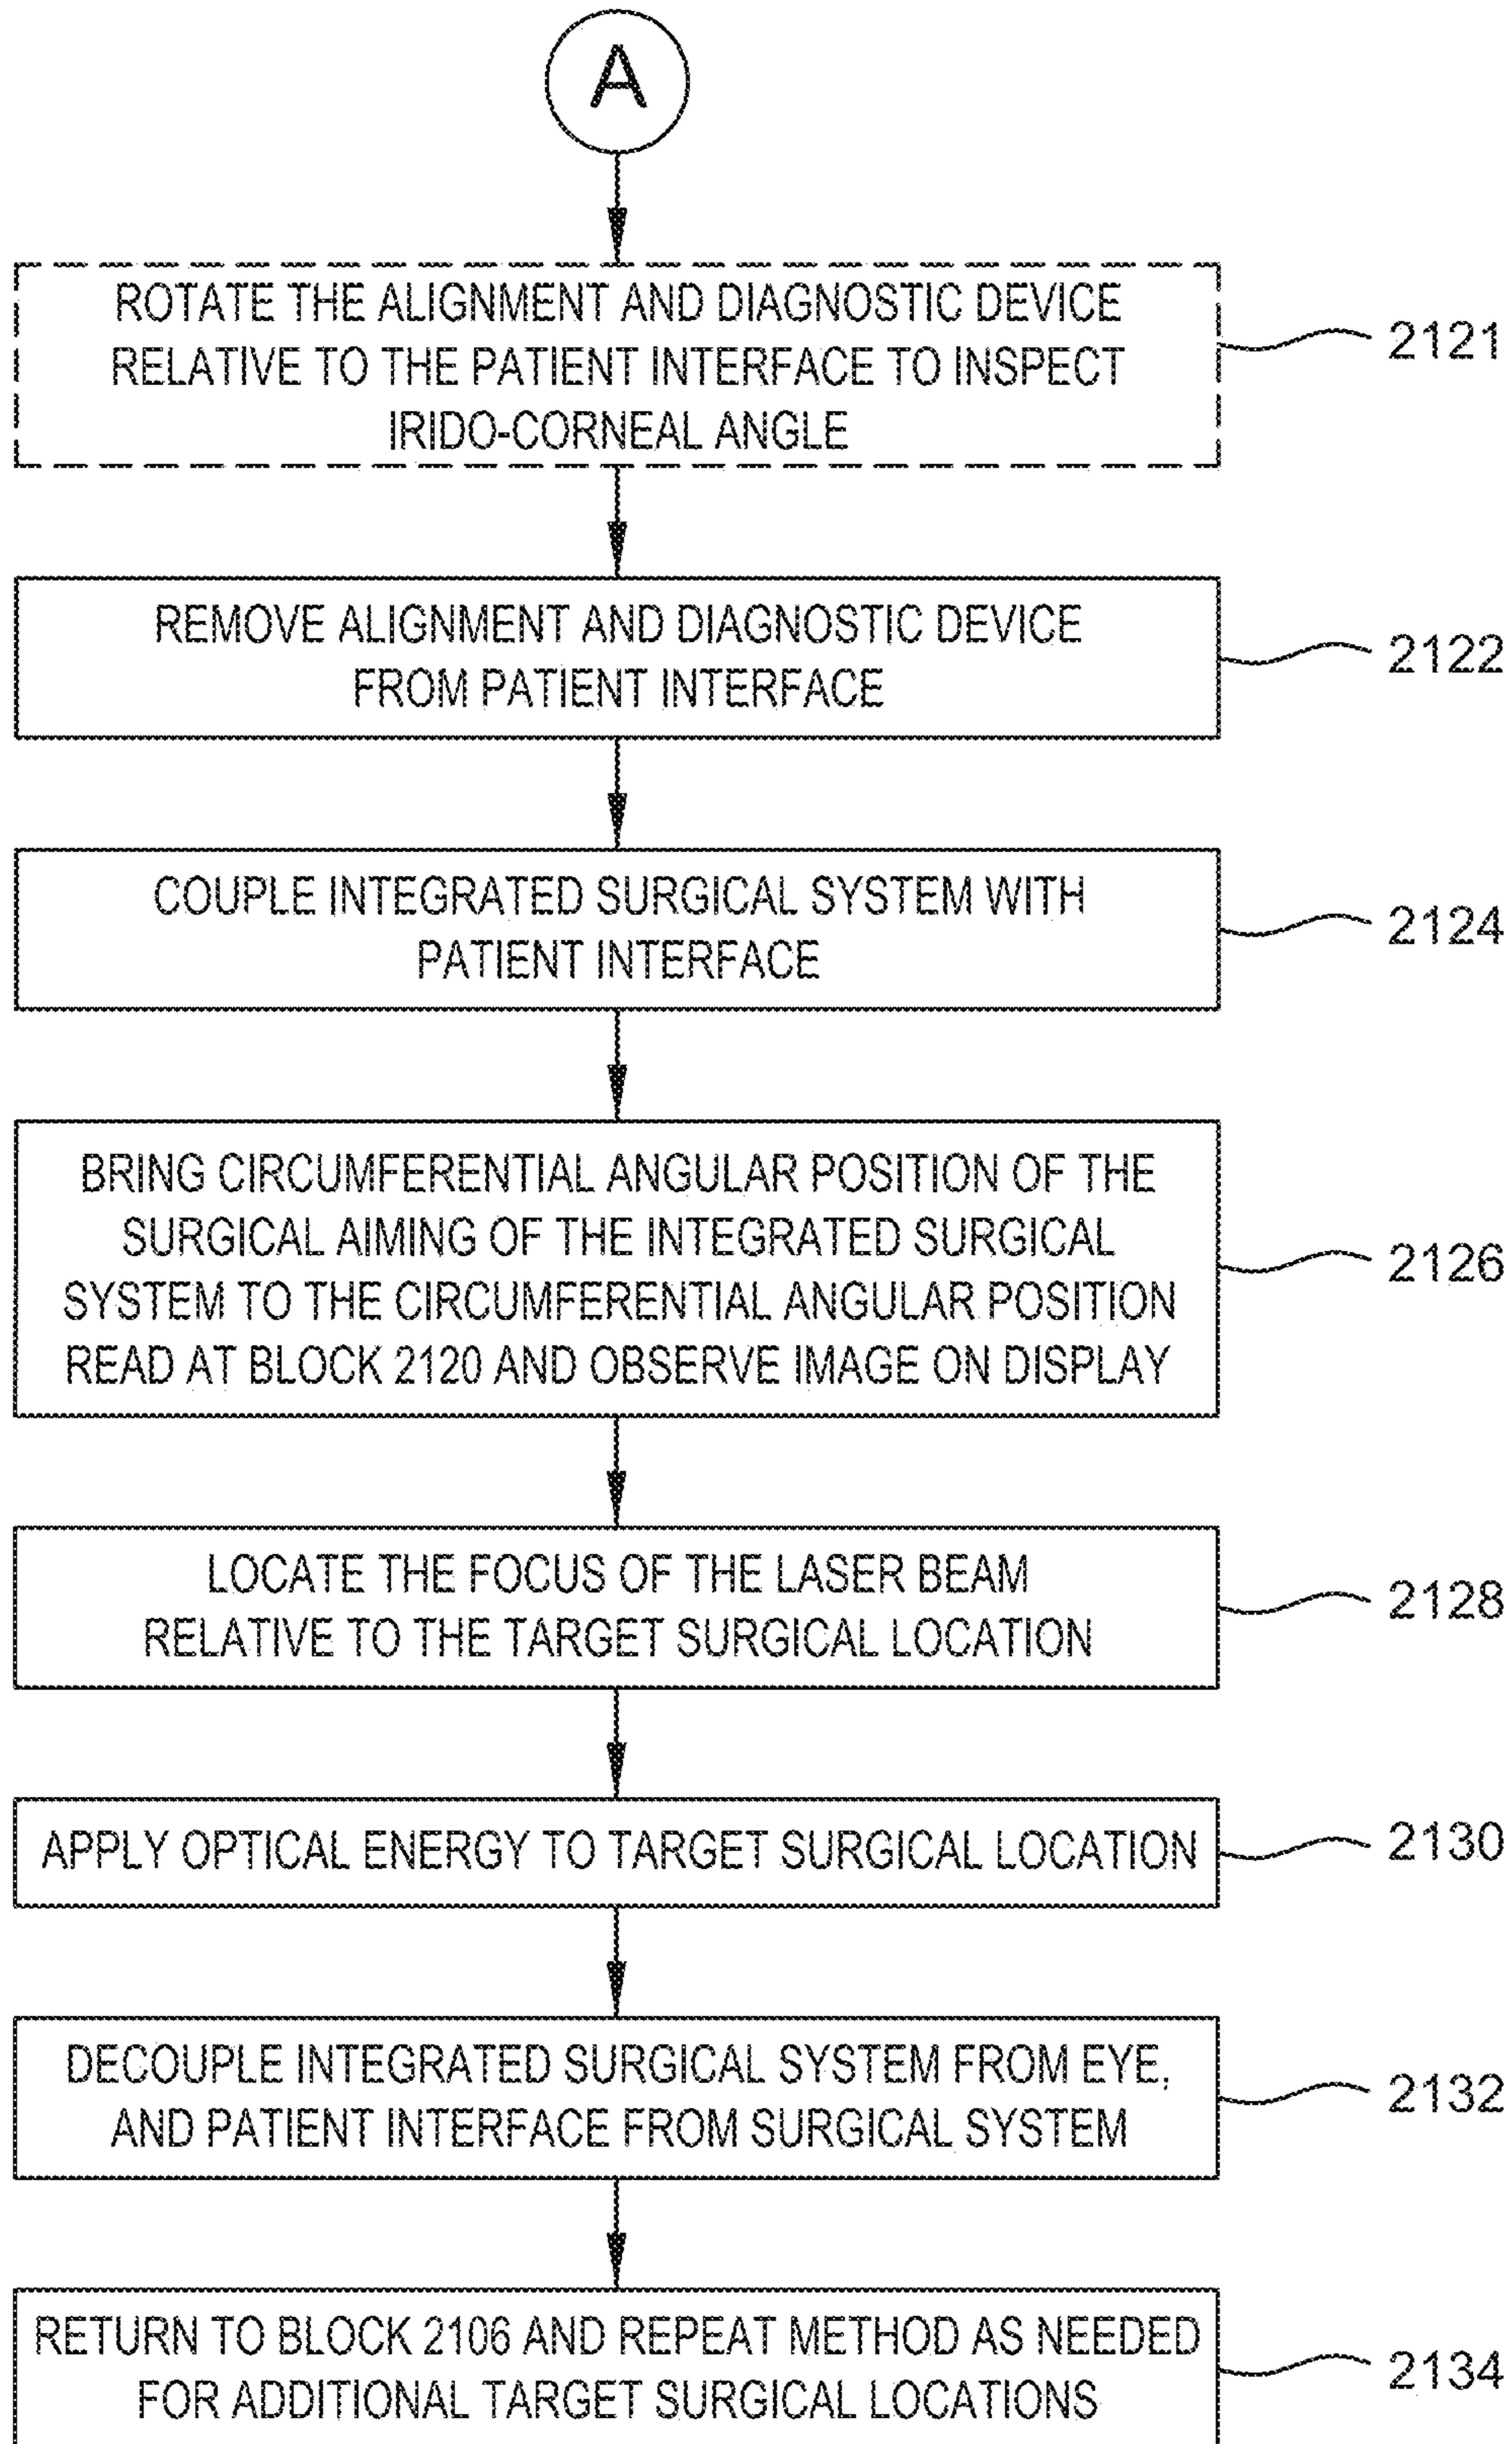 A
ROTATE THE ALIGNMENT AND DIAGNOSTIC DEVICE
RELATIVE TO THE PATIENT INTERFACE TO INSPECT
IRIDO-CORNEAL ANGLE
2121
REMOVE ALIGNMENT AND DIAGNOSTIC DEVICE
FROM PATIENT INTERFACE
2122
COUPLE INTEGRATED SURGICAL SYSTEM WITH
PATIENT INTERFACE
2124
BRING CIRCUMFERENTIAL ANGULAR POSITION OF THE
SURGICAL AIMING OF THE INTEGRATED SURGICAL
SYSTEM TO THE CIRCUMFERENTIAL ANGULAR POSITION
READ AT BLOCK 2120 AND OBSERVE IMAGE ON DISPLAY
2126
LOCATE THE FOCUS OF THE LASER BEAM
RELATIVE TO THE TARGET SURGICAL LOCATION
2128
APPLY OPTICAL ENERGY TO TARGET SURGICAL LOCATION
2130
DECOUPLE INTEGRATED SURGICAL SYSTEM FROM EYE,
AND PATIENT INTERFACE FROM SURGICAL SYSTEM
2132
RETURN TO BLOCK 2106 AND REPEAT METHOD AS NEEDED
FOR ADDITIONAL TARGET SURGICAL LOCATIONS
2134